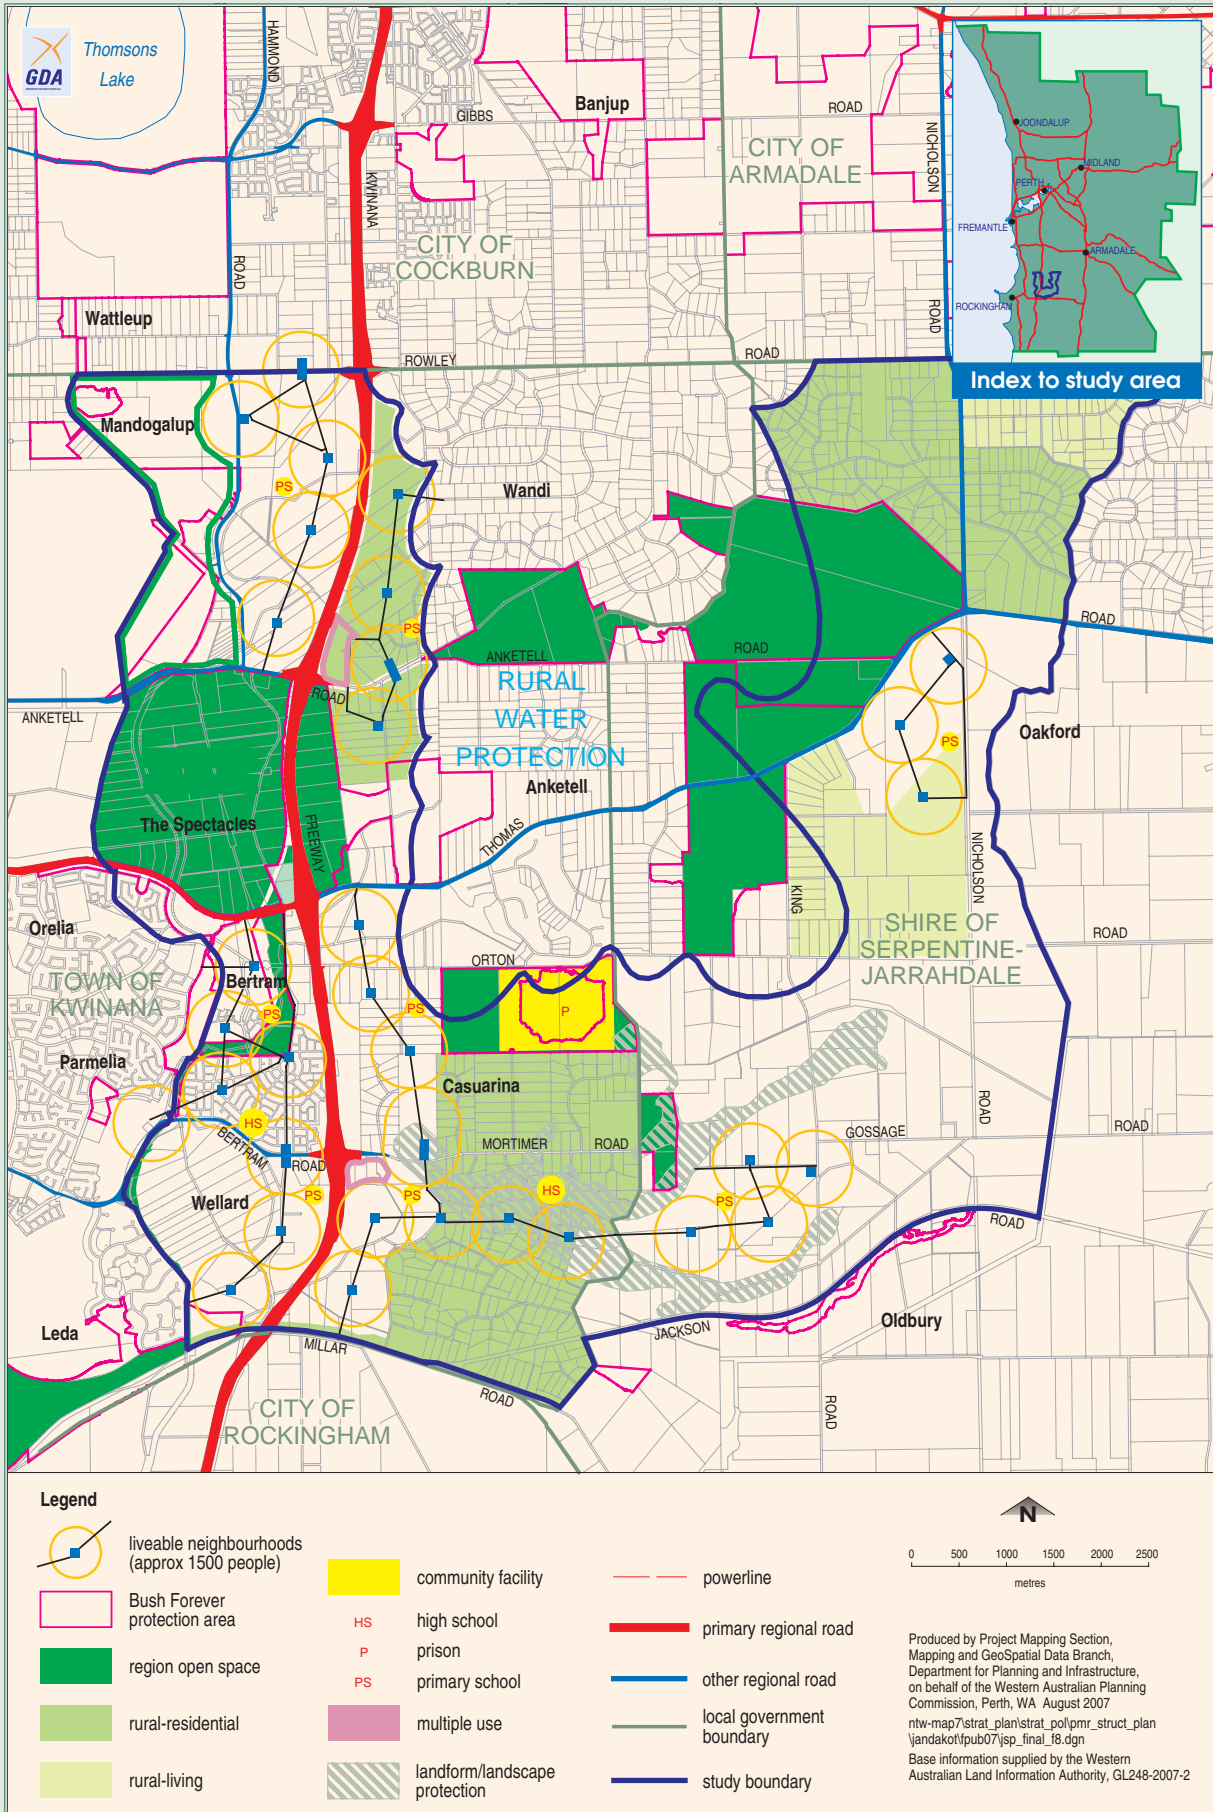 GDA
Thomsons
Lake
HAMMOND
GIBBS
Banjup
ROAD
CITY OF
ARMADALE
NICHOLSON
KWINANA
CITY OF
COCKBURN
ROAD
ROAD
Wattleup
ROWLEY
ROAD
JOONDALUP
MIDLAND
PERTH
FREMANTLE
ARMADALE
ROCKINGHAM
Index to study area
Mandogalup
PS
Wandi
PS
ROAD
ANKETELL
ROAD
RURAL
WATER
PROTECTION
ROAD
ANKETELL
PS
Oakford
Anketell
The Spectacles
FREEWAY
THOMAS
NICHOLSON
KING
Orelia
SHIRE OF
SERPENTINE-
JARRAHDALE
ROAD
TOWN OF
KWINANA
Bertram
ORTON
PS
PS
P
Parmelia
Casuarina
HS
BERTRAM
ROAD
MORTIMER
ROAD
GOSSAGE
ROAD
ROAD
Wellard
PS
PS
HS
PS
ROAD
Leda
MILLAR
ROAD
JACKSON
Oldbury
ROAD
CITY OF
ROCKINGHAM
Legend
liveable neighbourhoods
(approx 1500 people)
Bush Forever
protection area
region open space
rural-residential
rural-living
community facility
HS high school
P prison
PS primary school
multiple use
landform/landscape
protection
powerline
primary regional road
other regional road
local government
boundary
study boundary
N
0 500 1000 1500 2000 2500
metres
Produced by Project Mapping Section,
Mapping and GeoSpatial Data Branch,
Department for Planning and Infrastructure,
on behalf of the Western Australian Planning
Commission, Perth, WA August 2007
ntw-map7\strat_plan\strat_pol\pmr_struct_plan
\jandakot\fpub07\jsp_final_f8.dgn
Base information supplied by the Western
Australian Land Information Authority, GL248-2007-2